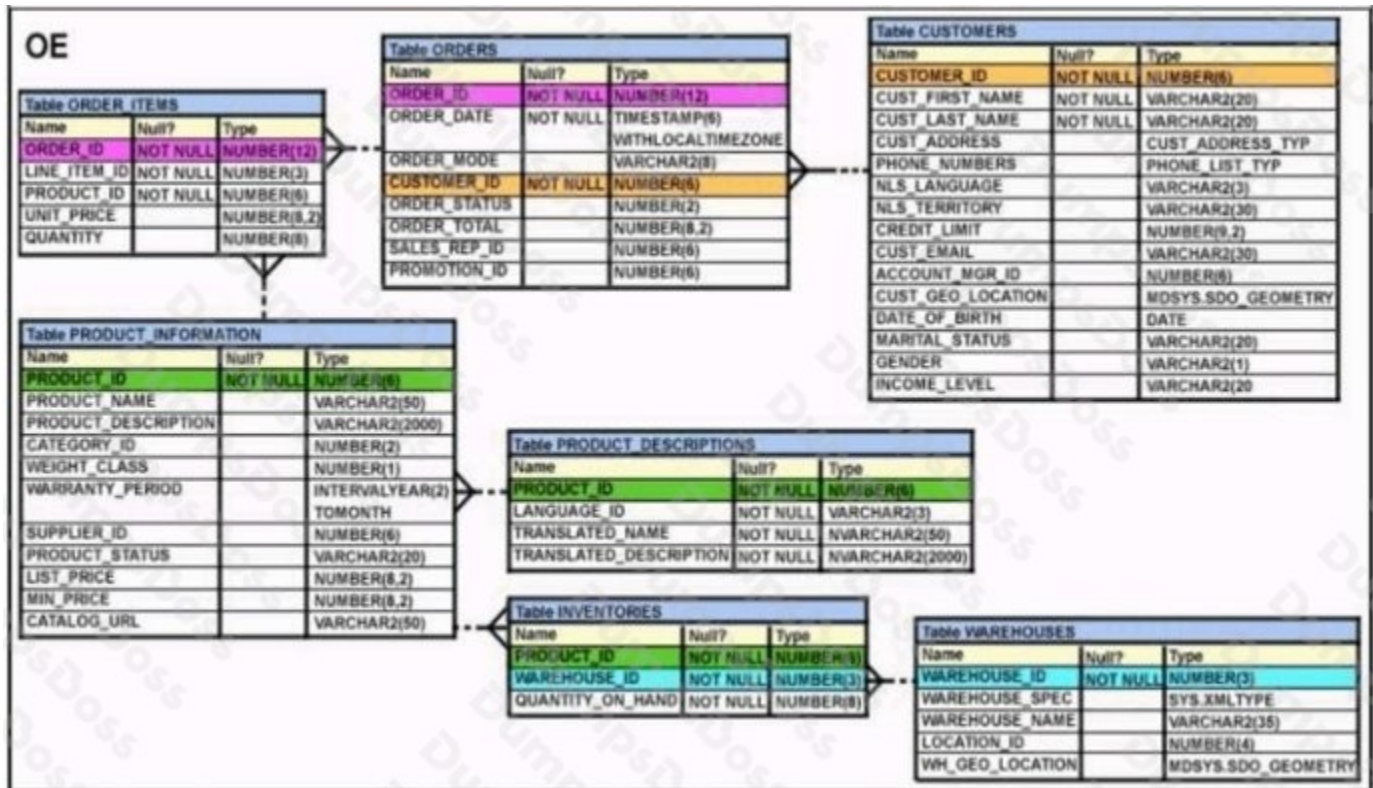 OE
Table ORDER_ITEMS
Name Null? Type
ORDER_ID NOT NULL NUMBER(12)
LINE_ITEM_ID NOT NULL NUMBER(3)
PRODUCT_ID NOT NULL NUMBER(6)
UNIT_PRICE NUMBER(8,2)
QUANTITY NUMBER(8)
Table ORDERS
Name Null? Type
ORDER_ID NOT NULL NUMBER(12)
ORDER_DATE NOT NULL TIMESTAMP(6)
WITHLOCALTIMEZONE
ORDER_MODE VARCHAR2(8)
CUSTOMER_ID NOT NULL NUMBER(6)
ORDER_STATUS NUMBER(2)
ORDER_TOTAL NUMBER(8,2)
SALES_REP_ID NUMBER(6)
PROMOTION_ID NUMBER(6)
Table CUSTOMERS
Name Null? Type
CUSTOMER_ID NOT NULL NUMBER(6)
CUST_FIRST_NAME NOT NULL VARCHAR2(20)
CUST_LAST_NAME NOT NULL VARCHAR2(20)
CUST_ADDRESS CUST_ADDRESS_TYP
PHONE_NUMBERS PHONE_LIST_TYP
NLS_LANGUAGE VARCHAR2(3)
NLS_TERRITORY VARCHAR2(30)
CREDIT_LIMIT NUMBER(9,2)
CUST_EMAIL VARCHAR2(30)
ACCOUNT_MGR_ID NUMBER(6)
CUST_GEO_LOCATION MDSYS.SDO_GEOMETRY
DATE_OF_BIRTH DATE
MARITAL_STATUS VARCHAR2(20)
GENDER VARCHAR2(1)
INCOME_LEVEL VARCHAR2(20
Table PRODUCT_INFORMATION
Name Null? Type
PRODUCT_ID NOT NULL NUMBER(6)
PRODUCT_NAME VARCHAR2(50)
PRODUCT_DESCRIPTION VARCHAR2(2000)
CATEGORY_ID NUMBER(2)
WEIGHT_CLASS NUMBER(1)
WARRANTY_PERIOD INTERVALYEAR(2)
TOMONTH
SUPPLIER_ID NUMBER(6)
PRODUCT_STATUS VARCHAR2(20)
LIST_PRICE NUMBER(8,2)
MIN_PRICE NUMBER(8,2)
CATALOG_URL VARCHAR2(50)
Table PRODUCT_DESCRIPTIONS
Name Null? Type
PRODUCT_ID NOT NULL NUMBER(6)
LANGUAGE_ID NOT NULL VARCHAR2(3)
TRANSLATED_NAME NOT NULL NVARCHAR2(50)
TRANSLATED_DESCRIPTION NOT NULL NVARCHAR2(2000)
Table INVENTORIES
Name Null? Type
PRODUCT_ID NOT NULL NUMBER(6)
WAREHOUSE_ID NOT NULL NUMBER(3)
QUANTITY_ON_HAND NOT NULL NUMBER(8)
Table WAREHOUSES
Name Null? Type
WAREHOUSE_ID NOT NULL NUMBER(3)
WAREHOUSE_SPEC SYS.XMLTYPE
WAREHOUSE_NAME VARCHAR2(35)
LOCATION_ID NUMBER(4)
WH_GEO_LOCATION MDSYS.SDO_GEOMETRY
DumpsDoss